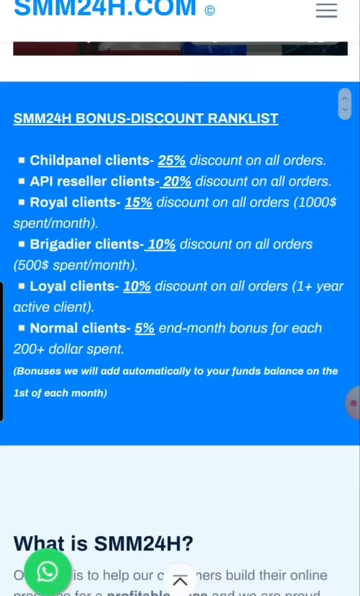 SMM24H.COM ©
SMM24H BONUS-DISCOUNT RANKLIST
▪ Childpanel clients- 25% discount on all orders.
▪ API reseller clients- 20% discount on all orders.
▪ Royal clients- 15% discount on all orders (1000$
spent/month).
▪ Brigadier clients- 10% discount on all orders
(500$ spent/month).
▪ Loyal clients- 10% discount on all orders (1+ year
active client).
▪ Normal clients- 5% end-month bonus for each
200+ dollar spent.
(Bonuses we will add automatically to your funds balance on the
1st of each month)
What is SMM24H?
is to help our customers build their online
for a profitable and we are proud